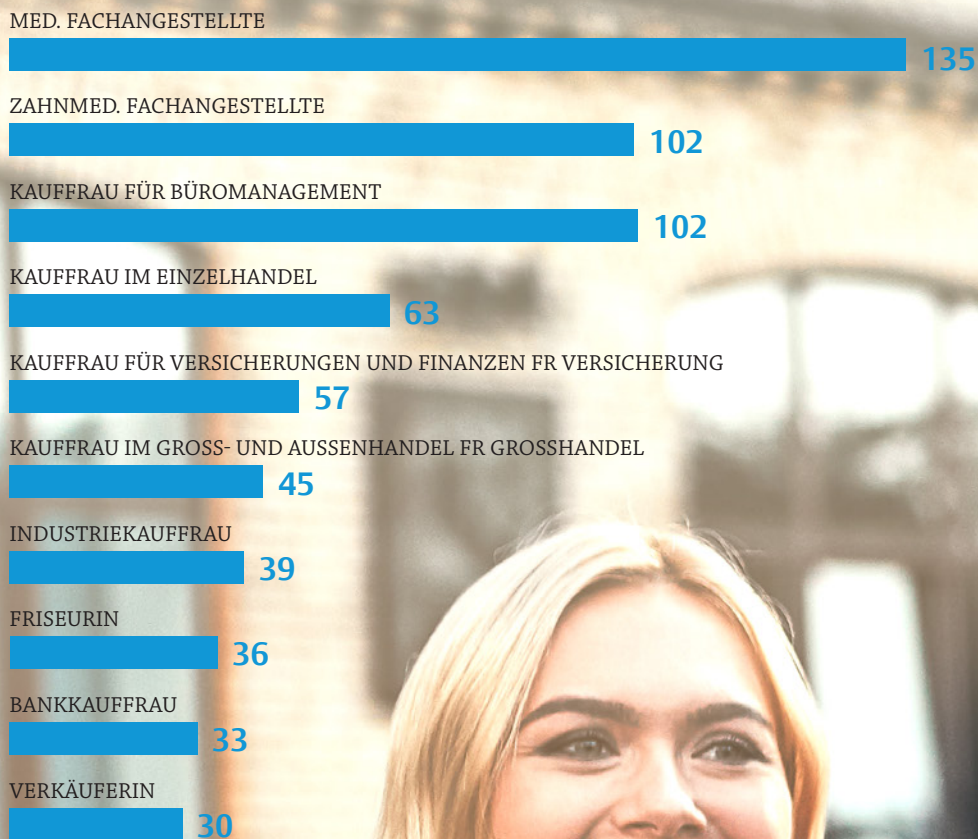 MED. FACHANGESTELLTE
135
ZAHNMED. FACHANGESTELLTE
102
KAUFFRAU FÜR BÜROMANAGEMENT
102
KAUFFRAU IM EINZELHANDEL
63
KAUFFRAU FÜR VERSICHERUNGEN UND FINANZEN FR VERSICHERUNG
57
KAUFFRAU IM GROSS- UND AUSSENHANDEL FR GROSSHANDEL
45
INDUSTRIEKAUFFRAU
39
FRISEURIN
36
BANKKAUFFRAU
33
VERKÄUFERIN
30